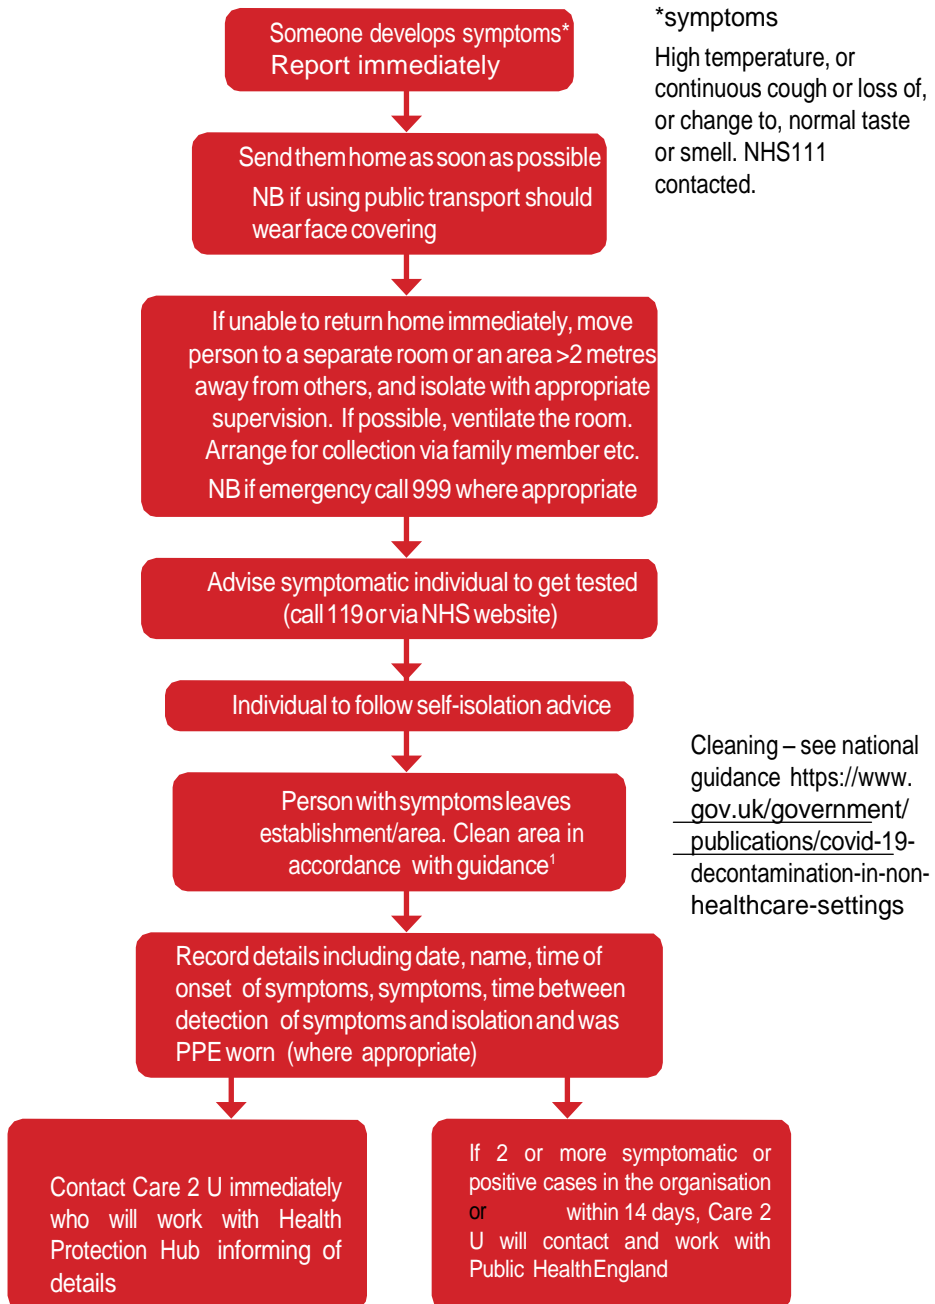 Someone develops symptoms*
Report immediately
*symptoms
High temperature, or
continuous cough or loss of,
or change to, normal taste
or smell. NHS111
contacted.
Send them home as soon as possible
NB if using public transport should
wear face covering
If unable to return home immediately, move
person to a separate room or an area >2 metres
away from others, and isolate with appropriate
supervision. If possible, ventilate the room.
Arrange for collection via family member etc.
NB if emergency call 999 where appropriate
Advise symptomatic individual to get tested
(call 119 or via NHS website)
Individual to follow self-isolation advice
Person with symptoms leaves
establishment/area. Clean area in
accordance with guidance1
Cleaning – see national
guidance https://www.
gov.uk/government/
publications/covid-19-
decontamination-in-non-
healthcare-settings
Record details including date, name, time of
onset of symptoms, symptoms, time between
detection of symptoms and isolation and was
PPE worn (where appropriate)
Contact Care 2 U immediately
who will work with Health
Protection Hub informing of
details
If 2 or more symptomatic or
positive cases in the organisation
or within 14 days, Care 2
U will contact and work with
Public Health England